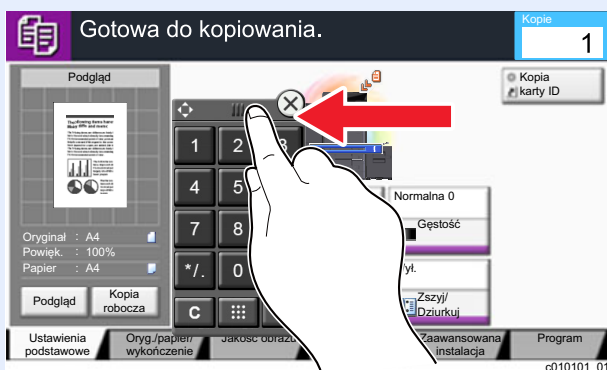 Gotowa do kopiowania.
Kopie
1
Podgląd
Kopia
karty ID
1
2
3
4
5
Normalna 0
7
8
Gęstość
Oryginał : A4
Powięk. : 100%
Papier : A4
*/.
0
Podgląd
Kopia
robocza
C
Zszyj/
Dziurkuj
Ustawienia
podstawowe
Oryg./papier/
wykończenie
Jakość obrazu
Zaawansowana
instalacja
Program
c010101_01